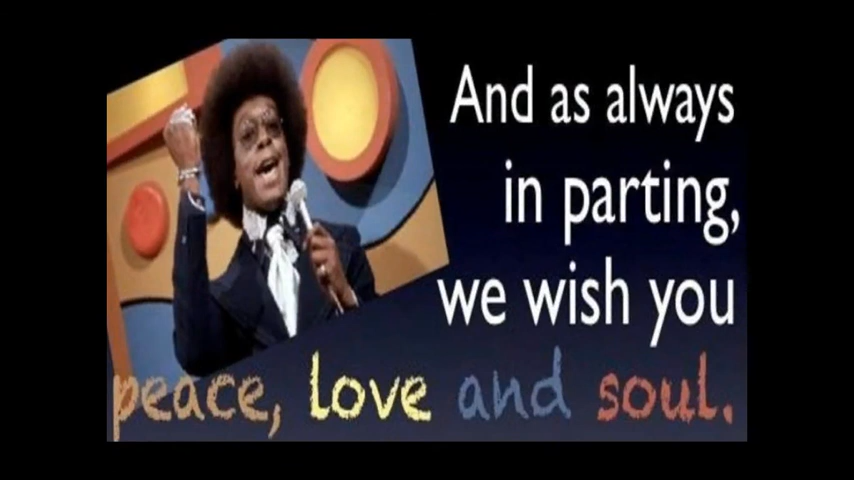 And as always
in parting,
we wish you
peace, love and soul.